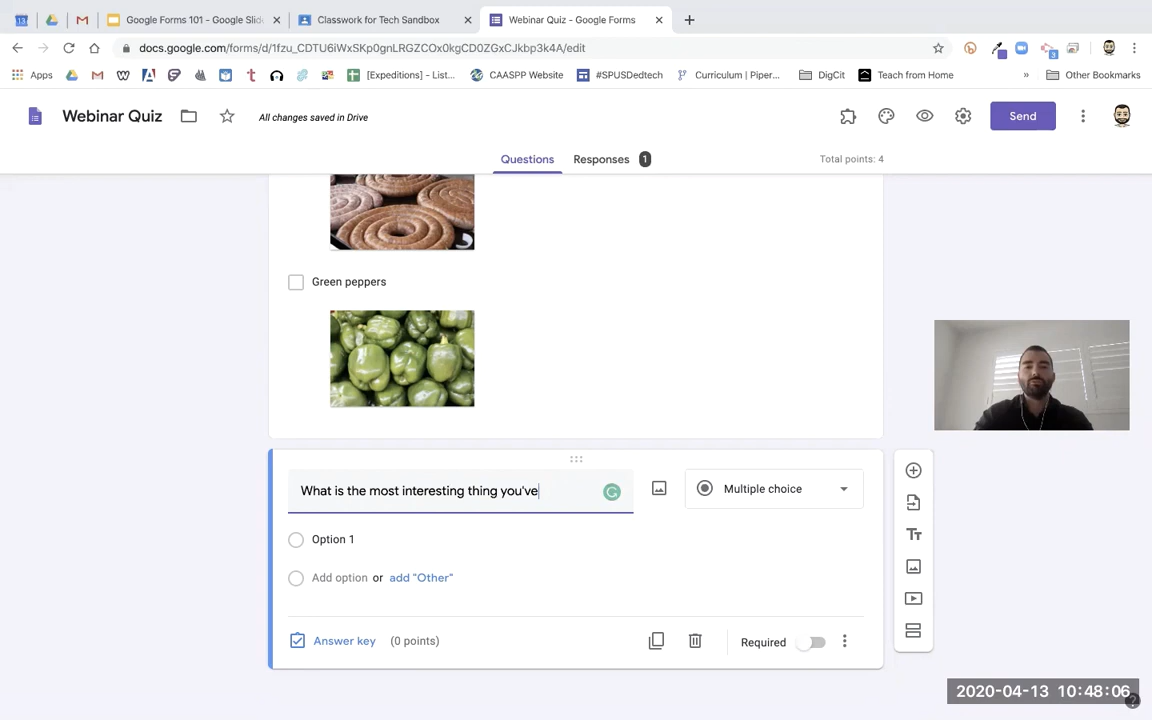 Google Forms 101 - Google Slid
Classwork for Tech Sandbox
Webinar Quiz - Google Forms
docs.google.com/forms/d/1fzu_CDTU6iWxSKp0gnLRGZCOx0kgCD0ZGxCJkbp3k4A/edit
Apps
[Expeditions] - List...
CAASPP Website
#SPUSDedtech
Curriculum | Piper...
DigCit
Teach from Home
»
Other Bookmarks
Webinar Quiz
All changes saved in Drive
Send
Questions
Responses
1
Total points: 4
Green peppers
What is the most interesting thing you've
Multiple choice
Option 1
Add option or add "Other"
Answer key (0 points)
Required
2020-04-13 10:48:06